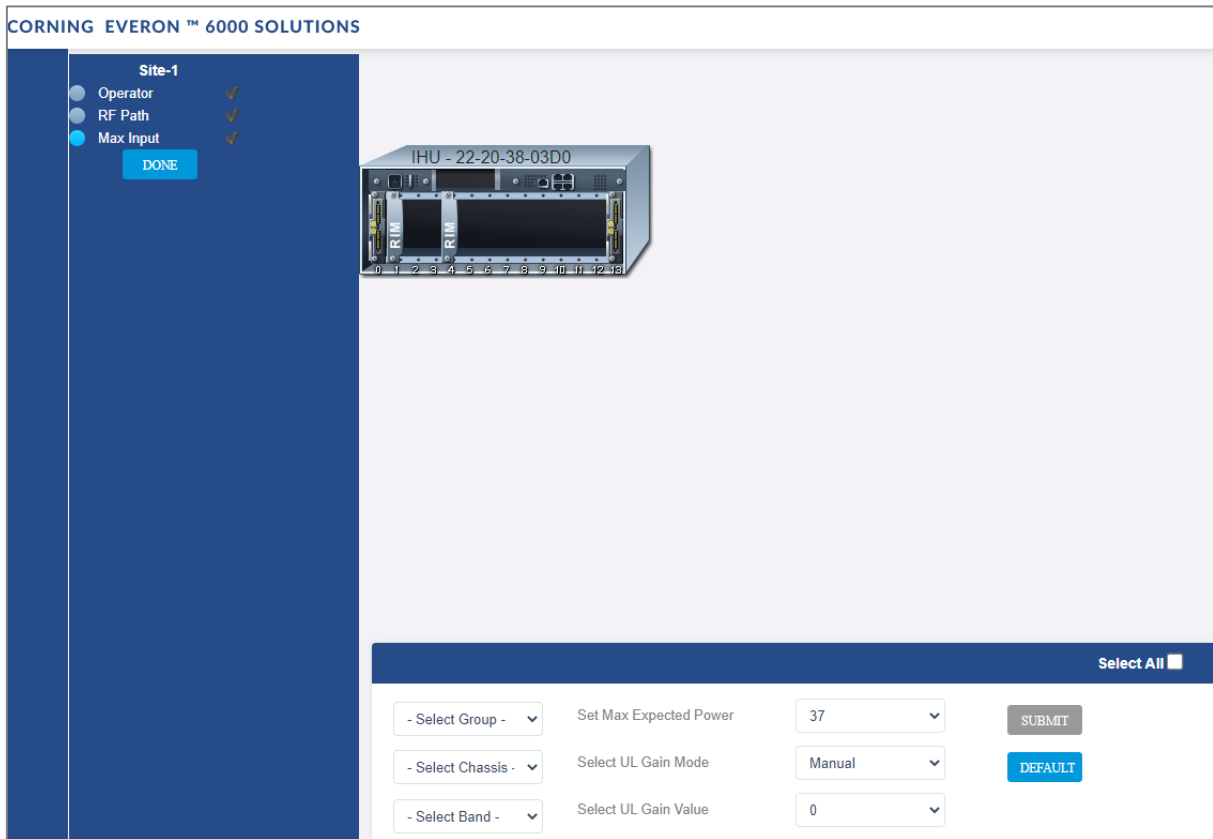 CORNING EVERON ™ 6000 SOLUTIONS
Site-1
Operator
RF Path
Max Input
DONE
IHU - 22-20-38-03D0
RIM
RIM
0 1 2 3 4 5 6 7 8 9 10 11 12 13
Select All
- Select Group - Set Max Expected Power 37 SUBMIT
- Select Chassis - Select UL Gain Mode Manual DEFAULT
- Select Band - Select UL Gain Value 0